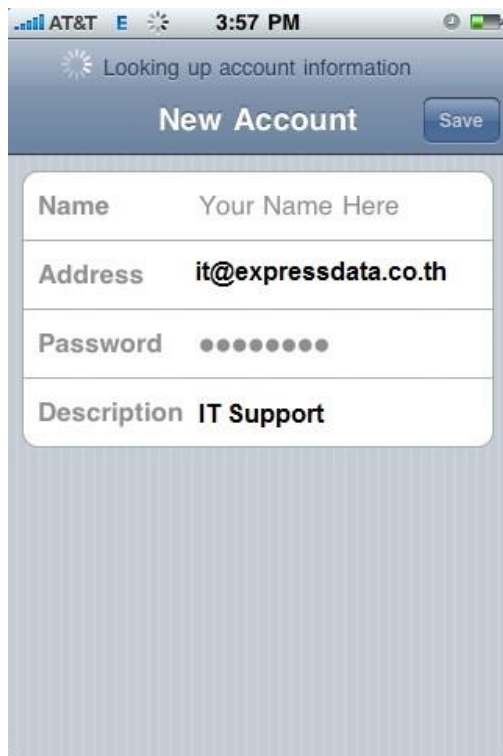 AT&T E 3:57 PM
Looking up account information
New Account Save
Name Your Name Here
Address it@expressdata.co.th
Password ●●●●●●●●
Description IT Support